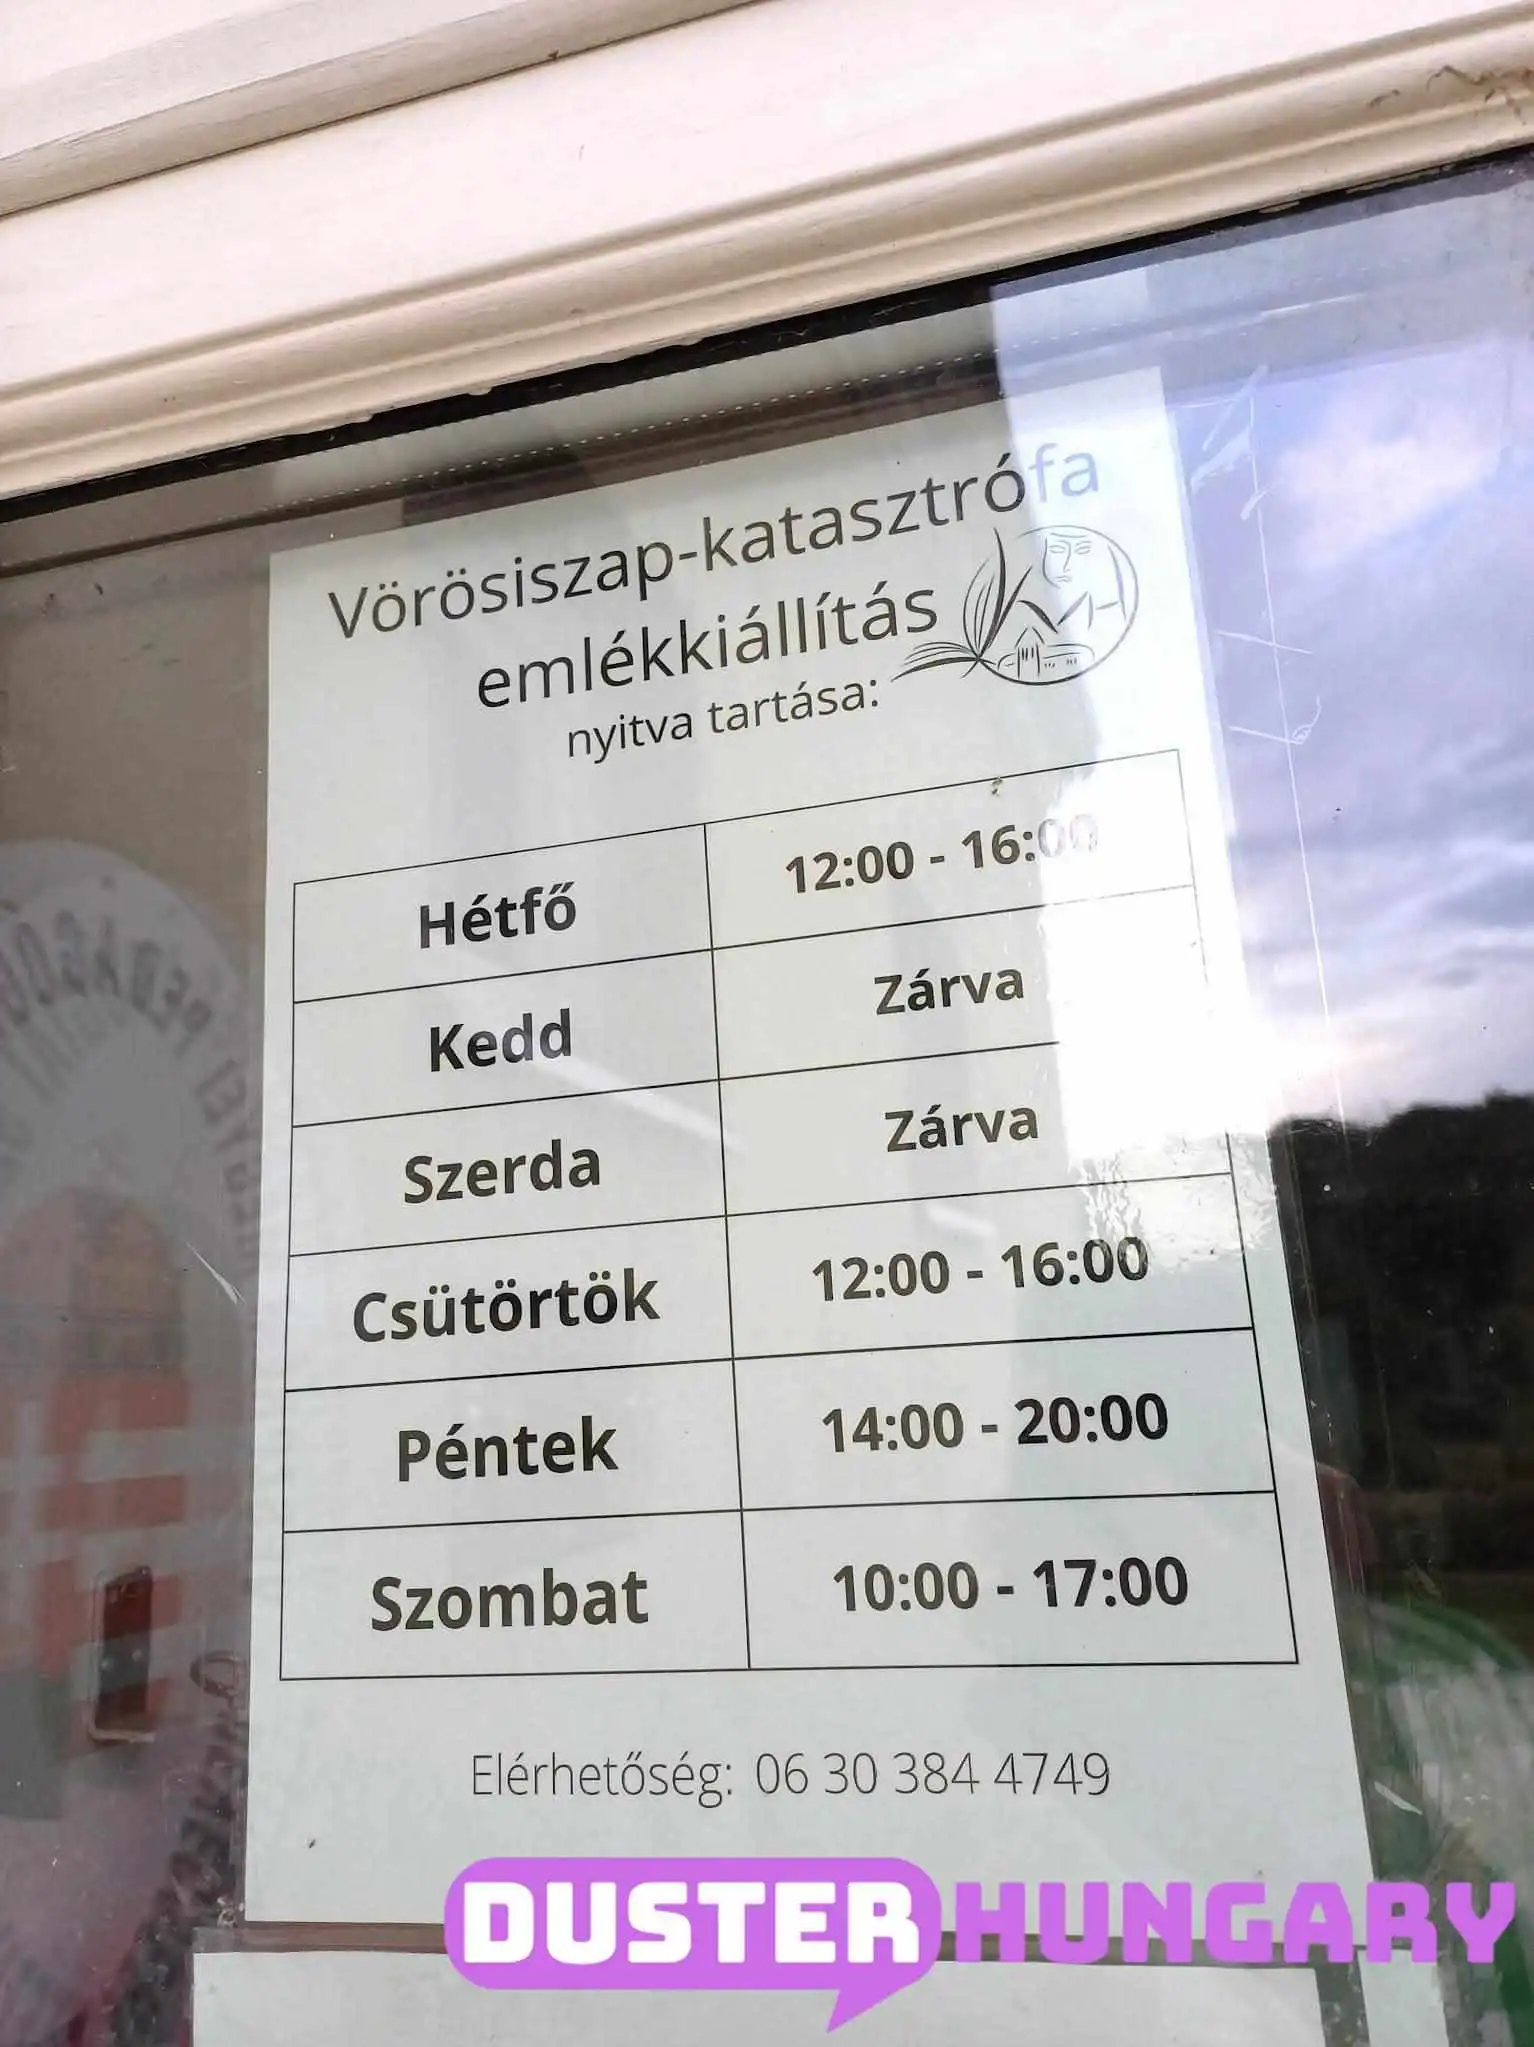 Vörösiszap-katasztrófa
emlékkiállítás
nyitva tartása:
Hétfő 12:00 - 16:00
Kedd Zárva
Szerda Zárva
Csütörtök 12:00 - 16:00
Péntek 14:00 - 20:00
Szombat 10:00 - 17:00
Elérhetőség: 06 30 384 4749
DUSTER HUNGARY